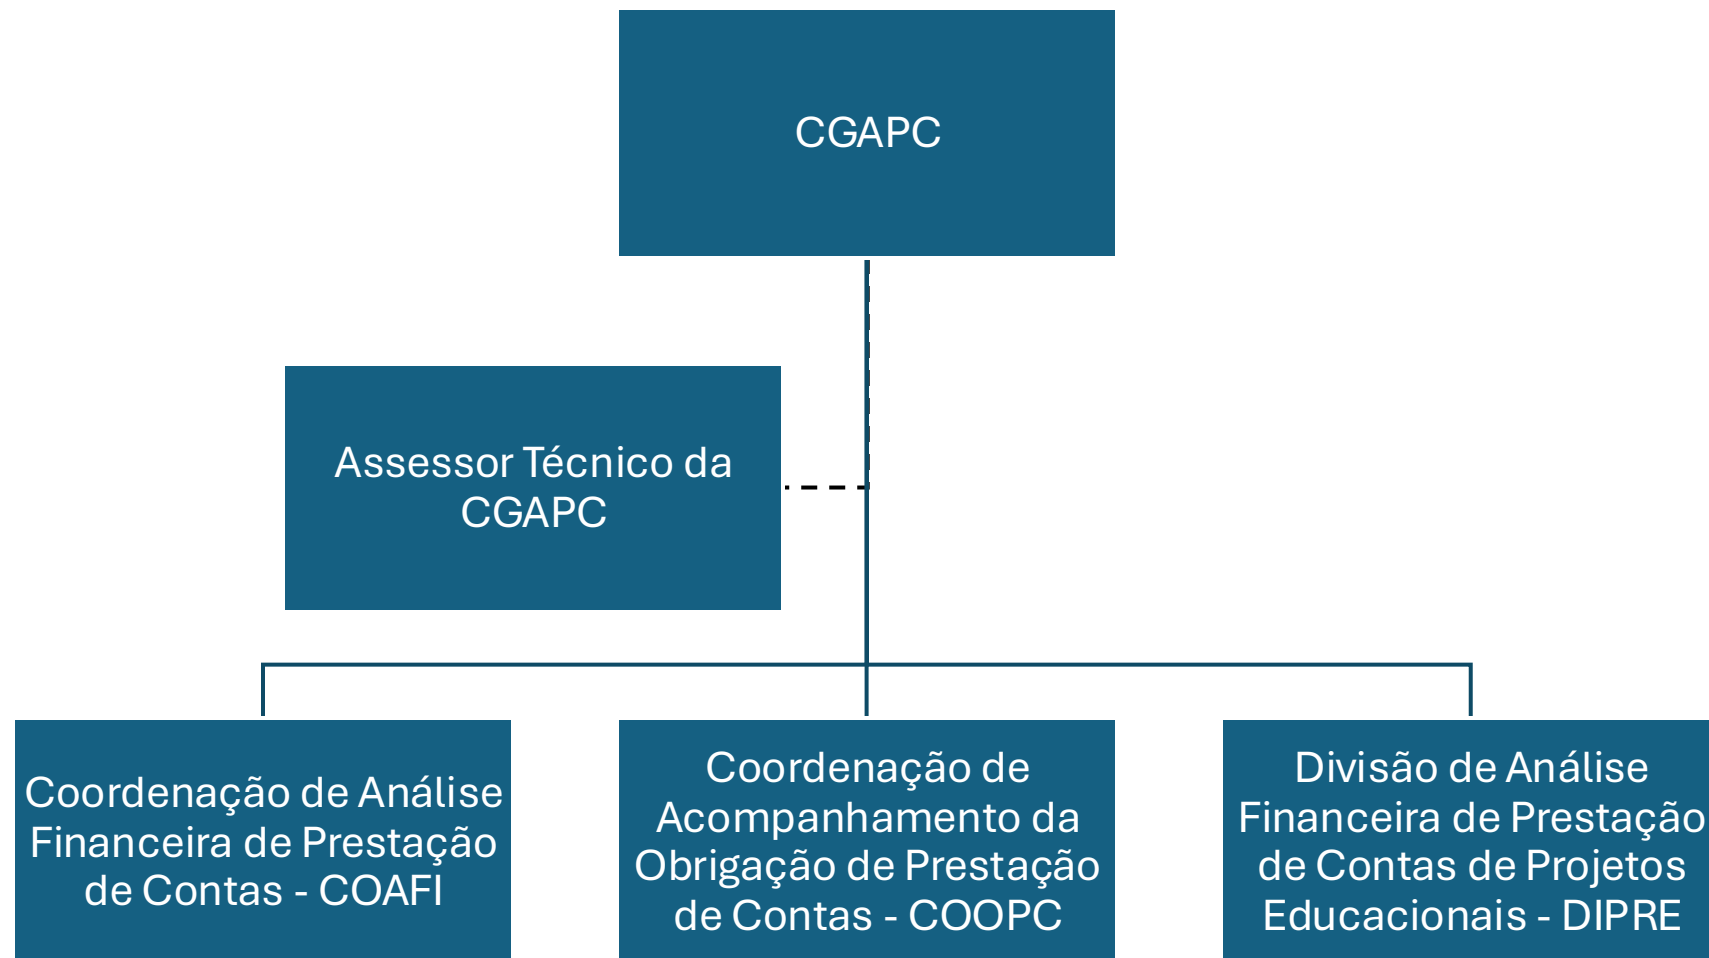 CGAPC
Assessor Técnico da
CGAPC
Coordenação de Análise
Financeira de Prestação
de Contas - COAFI
Coordenação de
Acompanhamento da
Obrigação de Prestação
de Contas - COOPC
Divisão de Análise
Financeira de Prestação
de Contas de Projetos
Educacionais - DIPRE